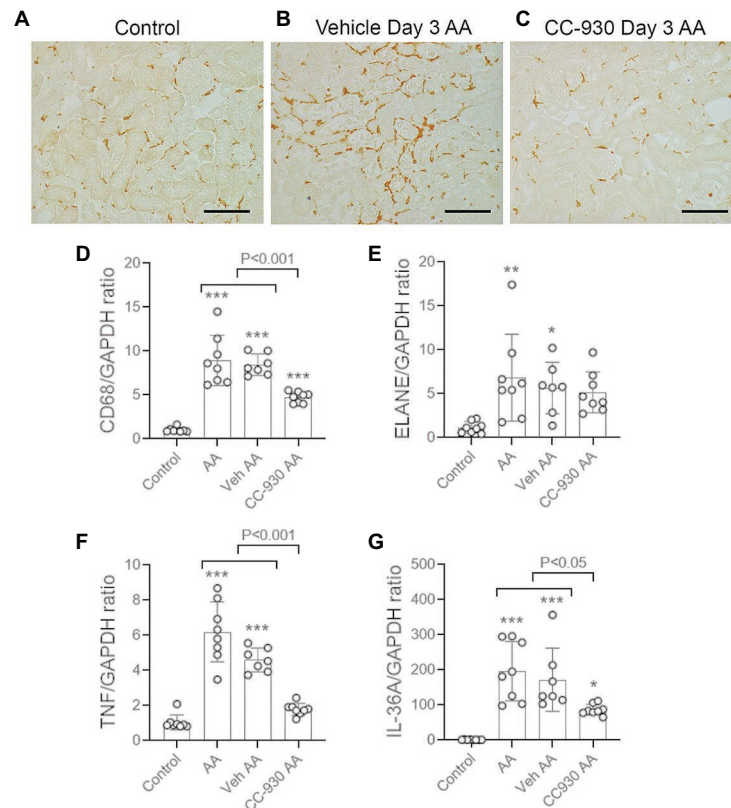 A Control
B Vehicle Day 3 AA
C CC-930 Day 3 AA
D
CD68/GAPDH ratio
20
15
10
5
0
P<0.001
***
***
***
Control
AA
Veh AA
CC-930 AA
E
ELANE/GAPDH ratio
20
15
10
5
0
**
*
Control
AA
Veh AA
CC-930 AA
F
TNF/GAPDH ratio
10
8
6
4
2
0
P<0.001
***
***
Control
AA
Veh AA
CC-930 AA
G
IL-36A/GAPDH ratio
500
400
300
200
100
0
P<0.05
***
***
*
Control
AA
Veh AA
CC930 AA